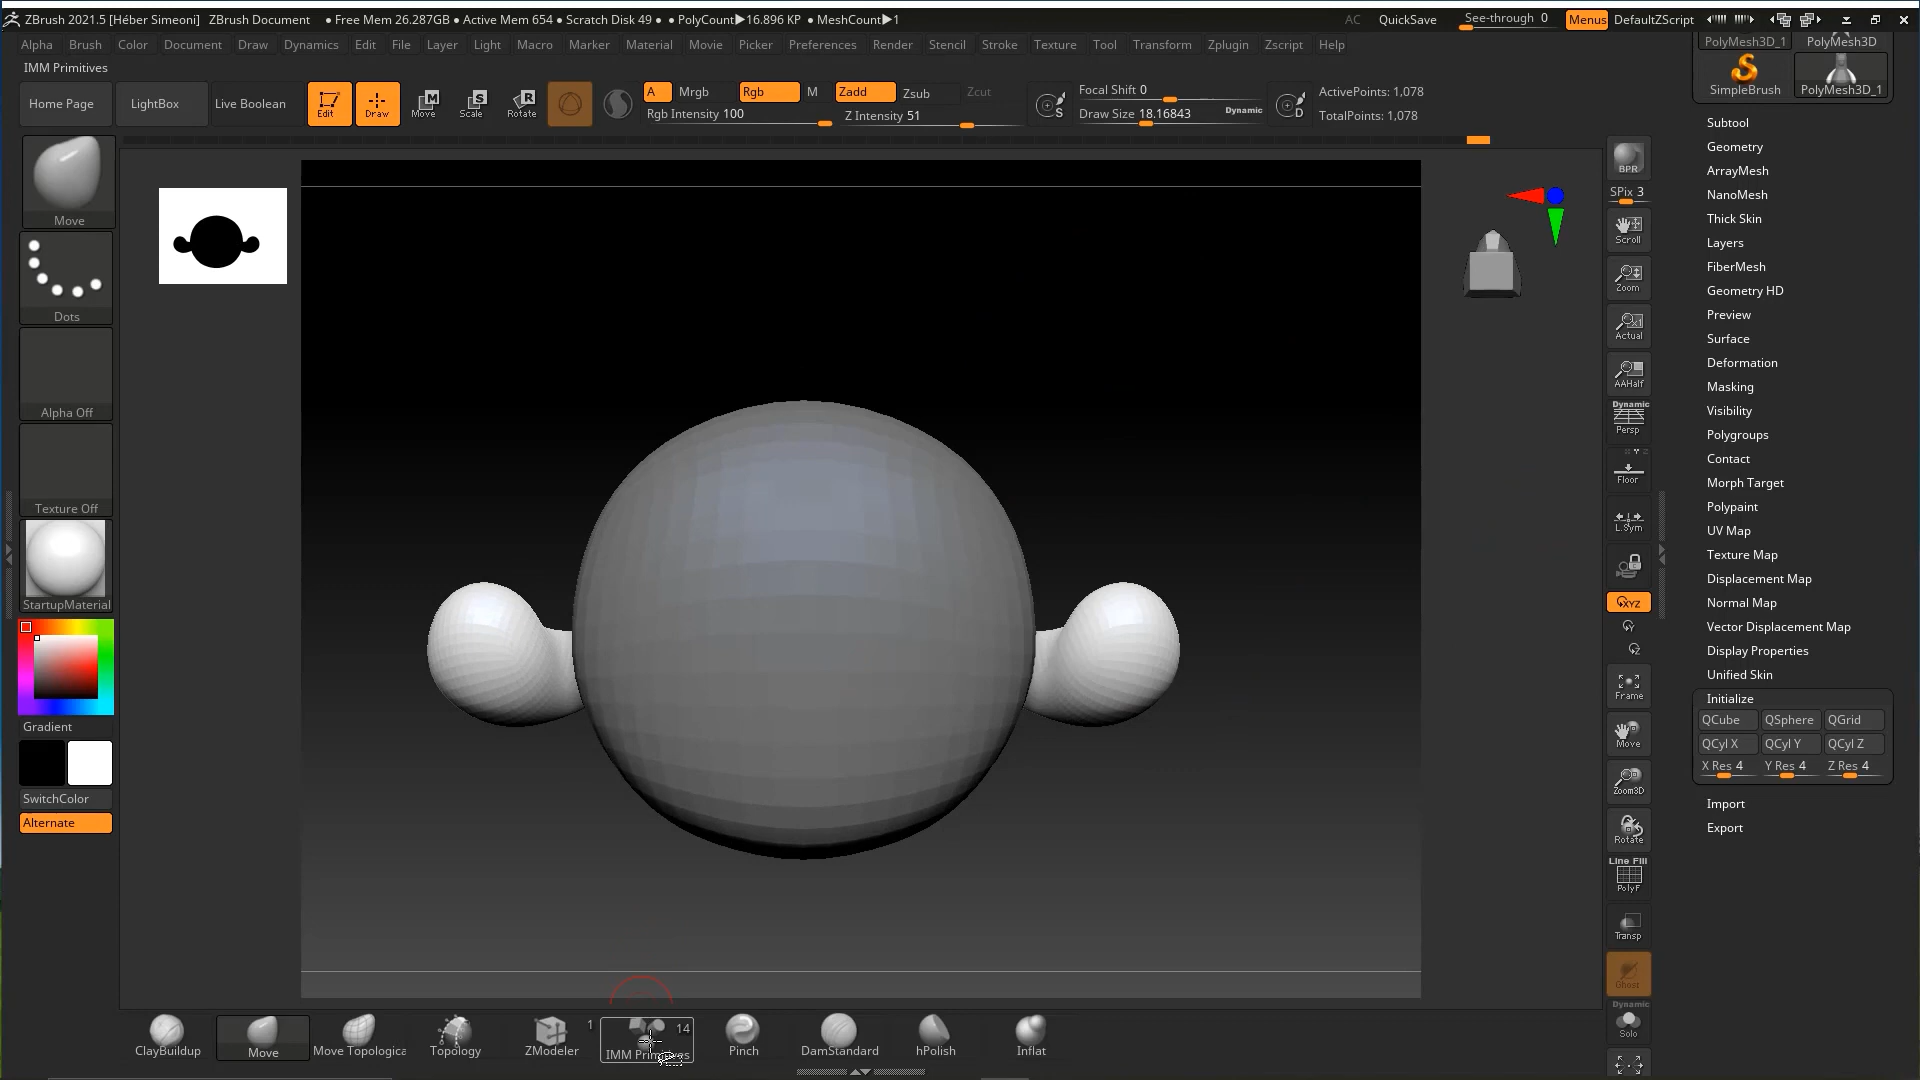 ZBrush 2021.5 [Héber Simeoni] ZBrush Document • Free Mem 26.287GB • Active Mem 654 • Scratch Disk 49 • • PolyCount▶16.896 KP • MeshCount▶1 AC QuickSave See-through 0 Menus DefaultZScript
Alpha Brush Color Document Draw Dynamics Edit File Layer Light Macro Marker Material Movie Picker Preferences Render Stencil Stroke Texture Tool Transform Zplugin Zscript Help
IMM Primitives
Home Page LightBox Live Boolean Edit Draw Move Scale Rotate
A Mrgb Rgb M Zadd Zsub Zcut
Rgb Intensity 100 Z Intensity 51
S Focal Shift 0
Draw Size 18.16843 Dynamic D
ActivePoints: 1,078
TotalPoints: 1,078
Move
Dots
Alpha Off
Texture Off
StartupMaterial
Gradient
SwitchColor
Alternate
BPR
SPix 3
Scroll
Zoom
Actual
AAHalf
Dynamic
Persp
Floor
L.Sym
XYZ
Y
Z
Frame
Move
Zoom3D
Rotate
Line Fill
PolyF
Transp
Ghost
Dynamic
Solo
PolyMesh3D_1 PolyMesh3D
SimpleBrush PolyMesh3D_1
Subtool
Geometry
ArrayMesh
NanoMesh
Thick Skin
Layers
FiberMesh
Geometry HD
Preview
Surface
Deformation
Masking
Visibility
Polygroups
Contact
Morph Target
Polypaint
UV Map
Texture Map
Displacement Map
Normal Map
Vector Displacement Map
Display Properties
Unified Skin
Initialize
QCube QSphere QGrid
QCyl X QCyl Y QCyl Z
X Res 4 Y Res 4 Z Res 4
Import
Export
1 14
ClayBuildup Move Move Topologica Topology ZModeler IMM Pinch DamStandard hPolish Inflat